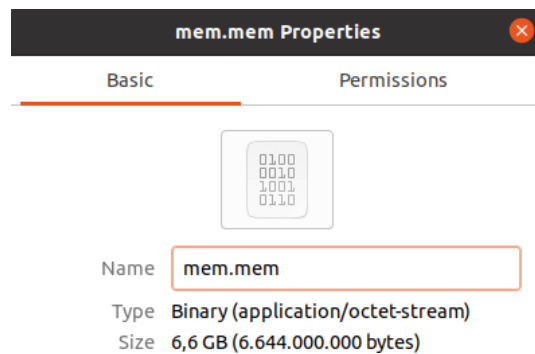 mem.mem Properties
Basic Permissions
0100
0010
1001
0110
Name mem.mem
Type Binary (application/octet-stream)
Size 6,6 GB (6.644.000.000 bytes)